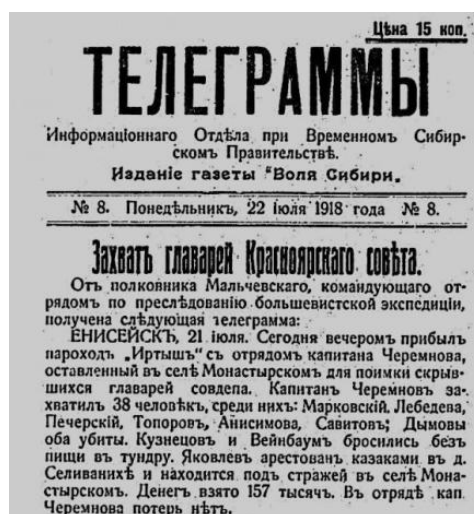 Цѣна 15 коп.
ТЕЛЕГРАММЫ
Информаціоннаго Отдѣла при Временномъ Сибир-
скомъ Правительствѣ.
Изданіе газеты "Воля Сибири.
№ 8. Понедѣльникъ, 22 іюля 1918 года № 8.
Захватъ главарей Красноярскаго совѣта.
Отъ полковника Мальчевскаго, командующаго от-
рядомъ по преслѣдованію большевистской экспедиціи,
получена слѣдующая телеграмма:
ЕНИСЕЙСКЪ, 21 іюля. Сегодня вечеромъ прибылъ
пароходъ „Иртышъ" съ отрядомъ капитана Черемнова,
оставленный въ селѣ Монастырскомъ для поимки скрыв-
шихся главарей совдепа. Капитанъ Черемновъ за-
хватилъ 38 человѣкъ, среди нихъ: Марковскій, Лебедева,
Печерскій, Топоровъ, Анисимова, Савитовъ; Дымовы
оба убиты. Кузнецовъ и Вейнбаумъ бросились безъ
пищи въ тундру. Яковлевъ арестованъ казаками въ д.
Селиванихѣ и находится подъ стражей въ селѣ Мона-
стырскомъ. Денегъ взято 157 тысячъ. Въ отрядѣ кап.
Черемнова потерь нѣтъ.